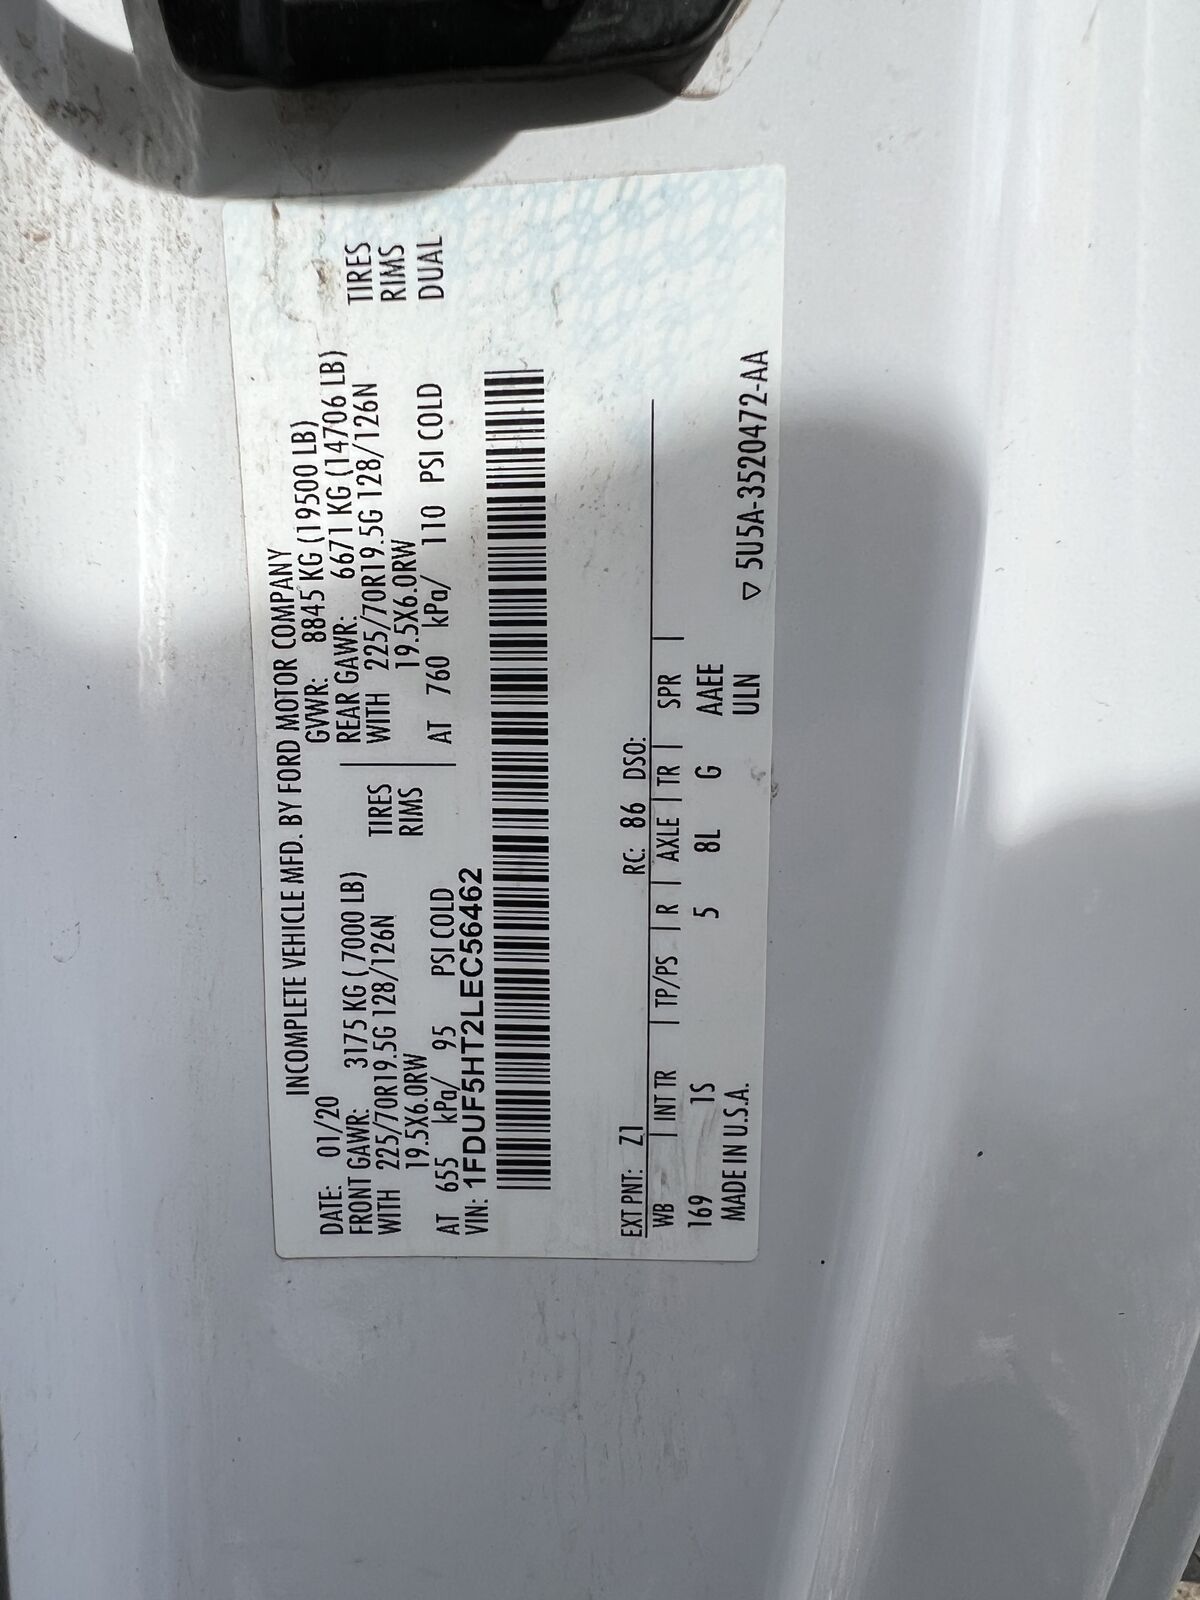 INCOMPLETE VEHICLE MFD. BY FORD MOTOR COMPANY
DATE: 01/20 GVWR: 8845 KG (19500 LB)
FRONT GAWR: 3175 KG ( 7000 LB) REAR GAWR: 6671 KG (14706 LB)
WITH 225/70R19.5G 128/126N TIRES WITH 225/70R19.5G 128/126N TIRES
19.5X6.0RW RIMS 19.5X6.0RW RIMS
AT 655 kPa/ 95 PSI COLD AT 760 kPa/ 110 PSI COLD DUAL
VIN: 1FDUF5HT2LEC56462
EXT PNT: Z1 RC: 86 DSO:
WB | INT TR | TP/PS | R | AXLE | TR | SPR |
169 1S 5 8L G AAEE
MADE IN U.S.A. ULN ▽ 5U5A-3520472-AA